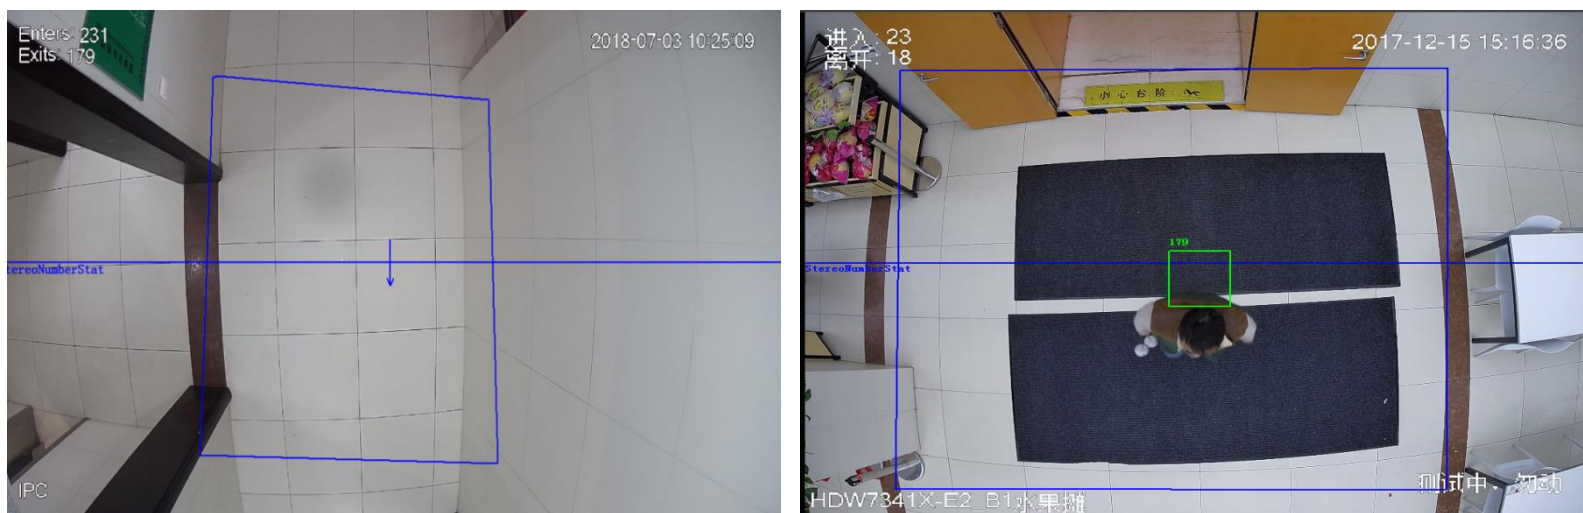 Enters: 231
Exits: 179
2018-07-03 10:25:09
tereoNumberStat
IPC
进入: 23
离开: 18
2017-12-15 15:16:36
小心台阶
StereoNumberStat
179
HDW7341X-E2_B1水果摊
测试中．勿动